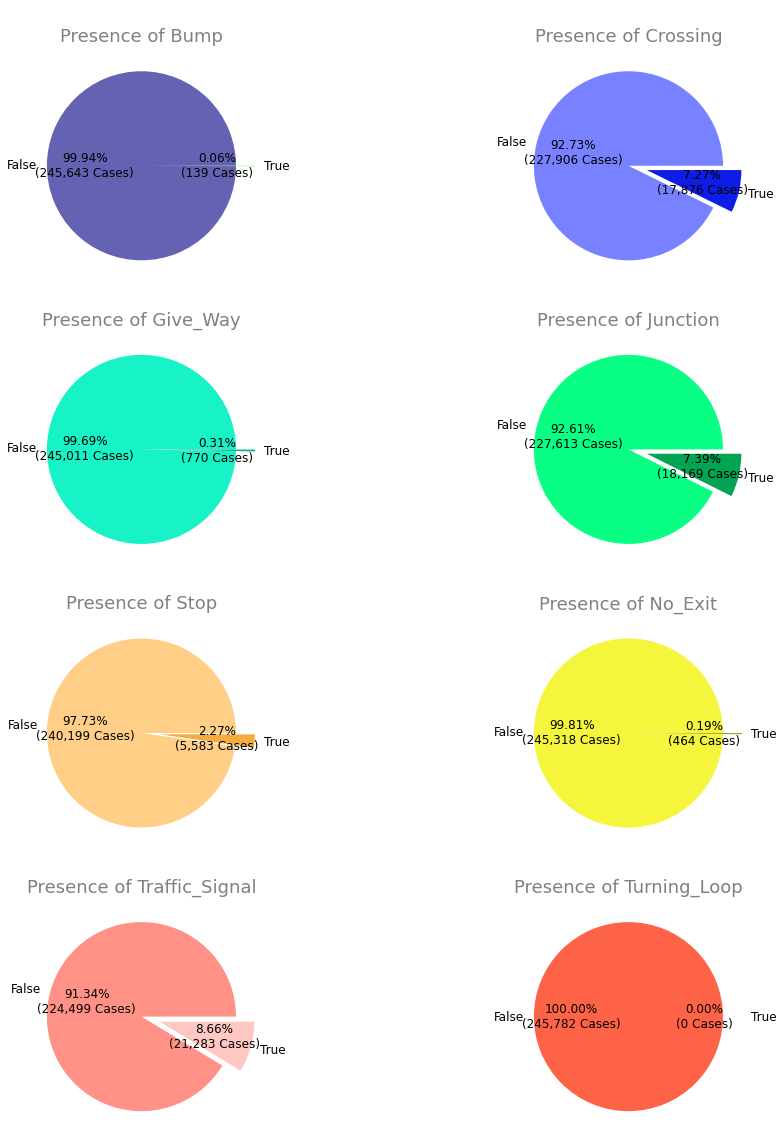 Presence of Bump
False
99.94%
(245,643 Cases)
0.06%
(139 Cases)
True
Presence of Crossing
False
92.73%
(227,906 Cases)
7.27%
(17,876 Cases)
True
Presence of Give_Way
False
99.69%
(245,011 Cases)
0.31%
(770 Cases)
True
Presence of Junction
False
92.61%
(227,613 Cases)
7.39%
(18,169 Cases)
True
Presence of Stop
False
97.73%
(240,199 Cases)
2.27%
(5,583 Cases)
True
Presence of No_Exit
False
99.81%
(245,318 Cases)
0.19%
(464 Cases)
True
Presence of Traffic_Signal
False
91.34%
(224,499 Cases)
8.66%
(21,283 Cases)
True
Presence of Turning_Loop
False
100.00%
(245,782 Cases)
0.00%
(0 Cases)
True